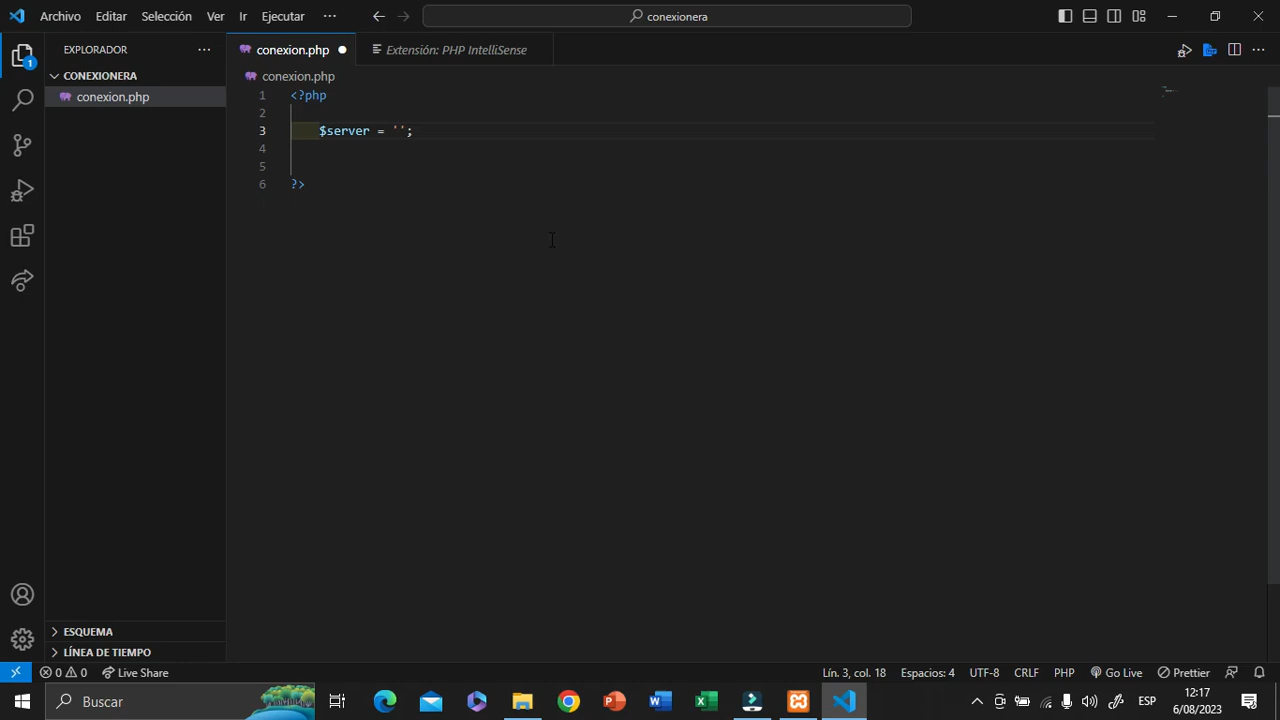 Archivo Editar Selección Ver Ir Ejecutar ··· conexionera
EXPLORADOR ··· conexion.php Extensión: PHP IntelliSense ···
1
CONEXIONERA conexion.php
conexion.php
1 <?php
2
3 $server = '';
4
5
6 ?>
ESQUEMA
LÍNEA DE TIEMPO
0 0 Live Share Lín. 3, col. 18 Espacios: 4 UTF-8 CRLF PHP Go Live Prettier
Buscar ESP 12:17
6/08/2023